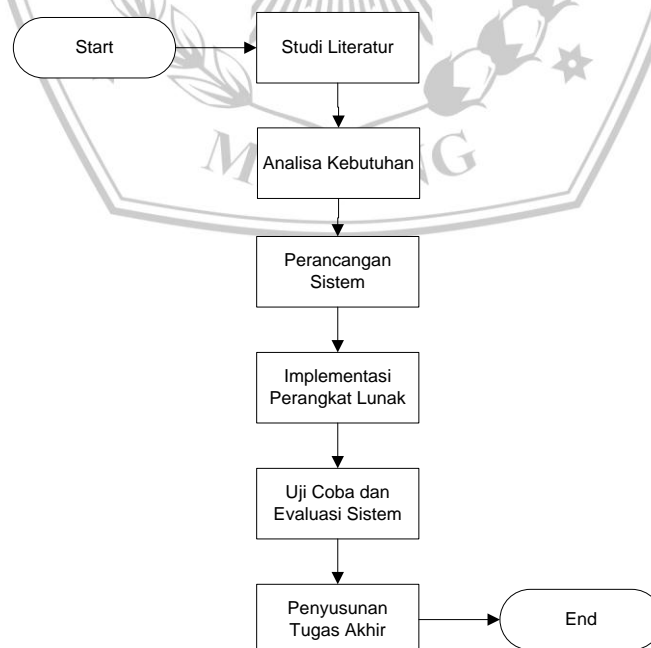 Start
Studi Literatur
Analisa Kebutuhan
Perancangan
Sistem
Implementasi
Perangkat Lunak
Uji Coba dan
Evaluasi Sistem
Penyusunan
Tugas Akhir
End